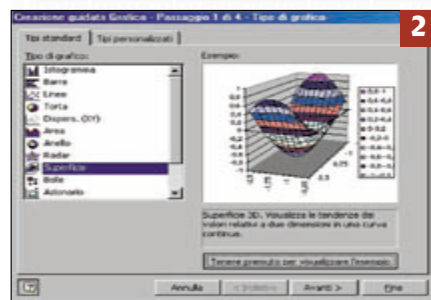 Creazione guidata Grafico - Passaggio 1 di 4 - Tipo di grafico
2
Tipi standard
Tipi personalizzati
Tipo di grafico:
Istogramma
Barre
Linee
Torta
Dispers. (XY)
Area
Anello
Radar
Superficie
Bolle
Azionario
Esempio:
Superficie 3D. Visualizza le tendenze dei
valori relativi a due dimensioni in una curva
continua.
Tenere premuto per visualizzare l'esempio
Annulla
< Indietro
Avanti >
Fine